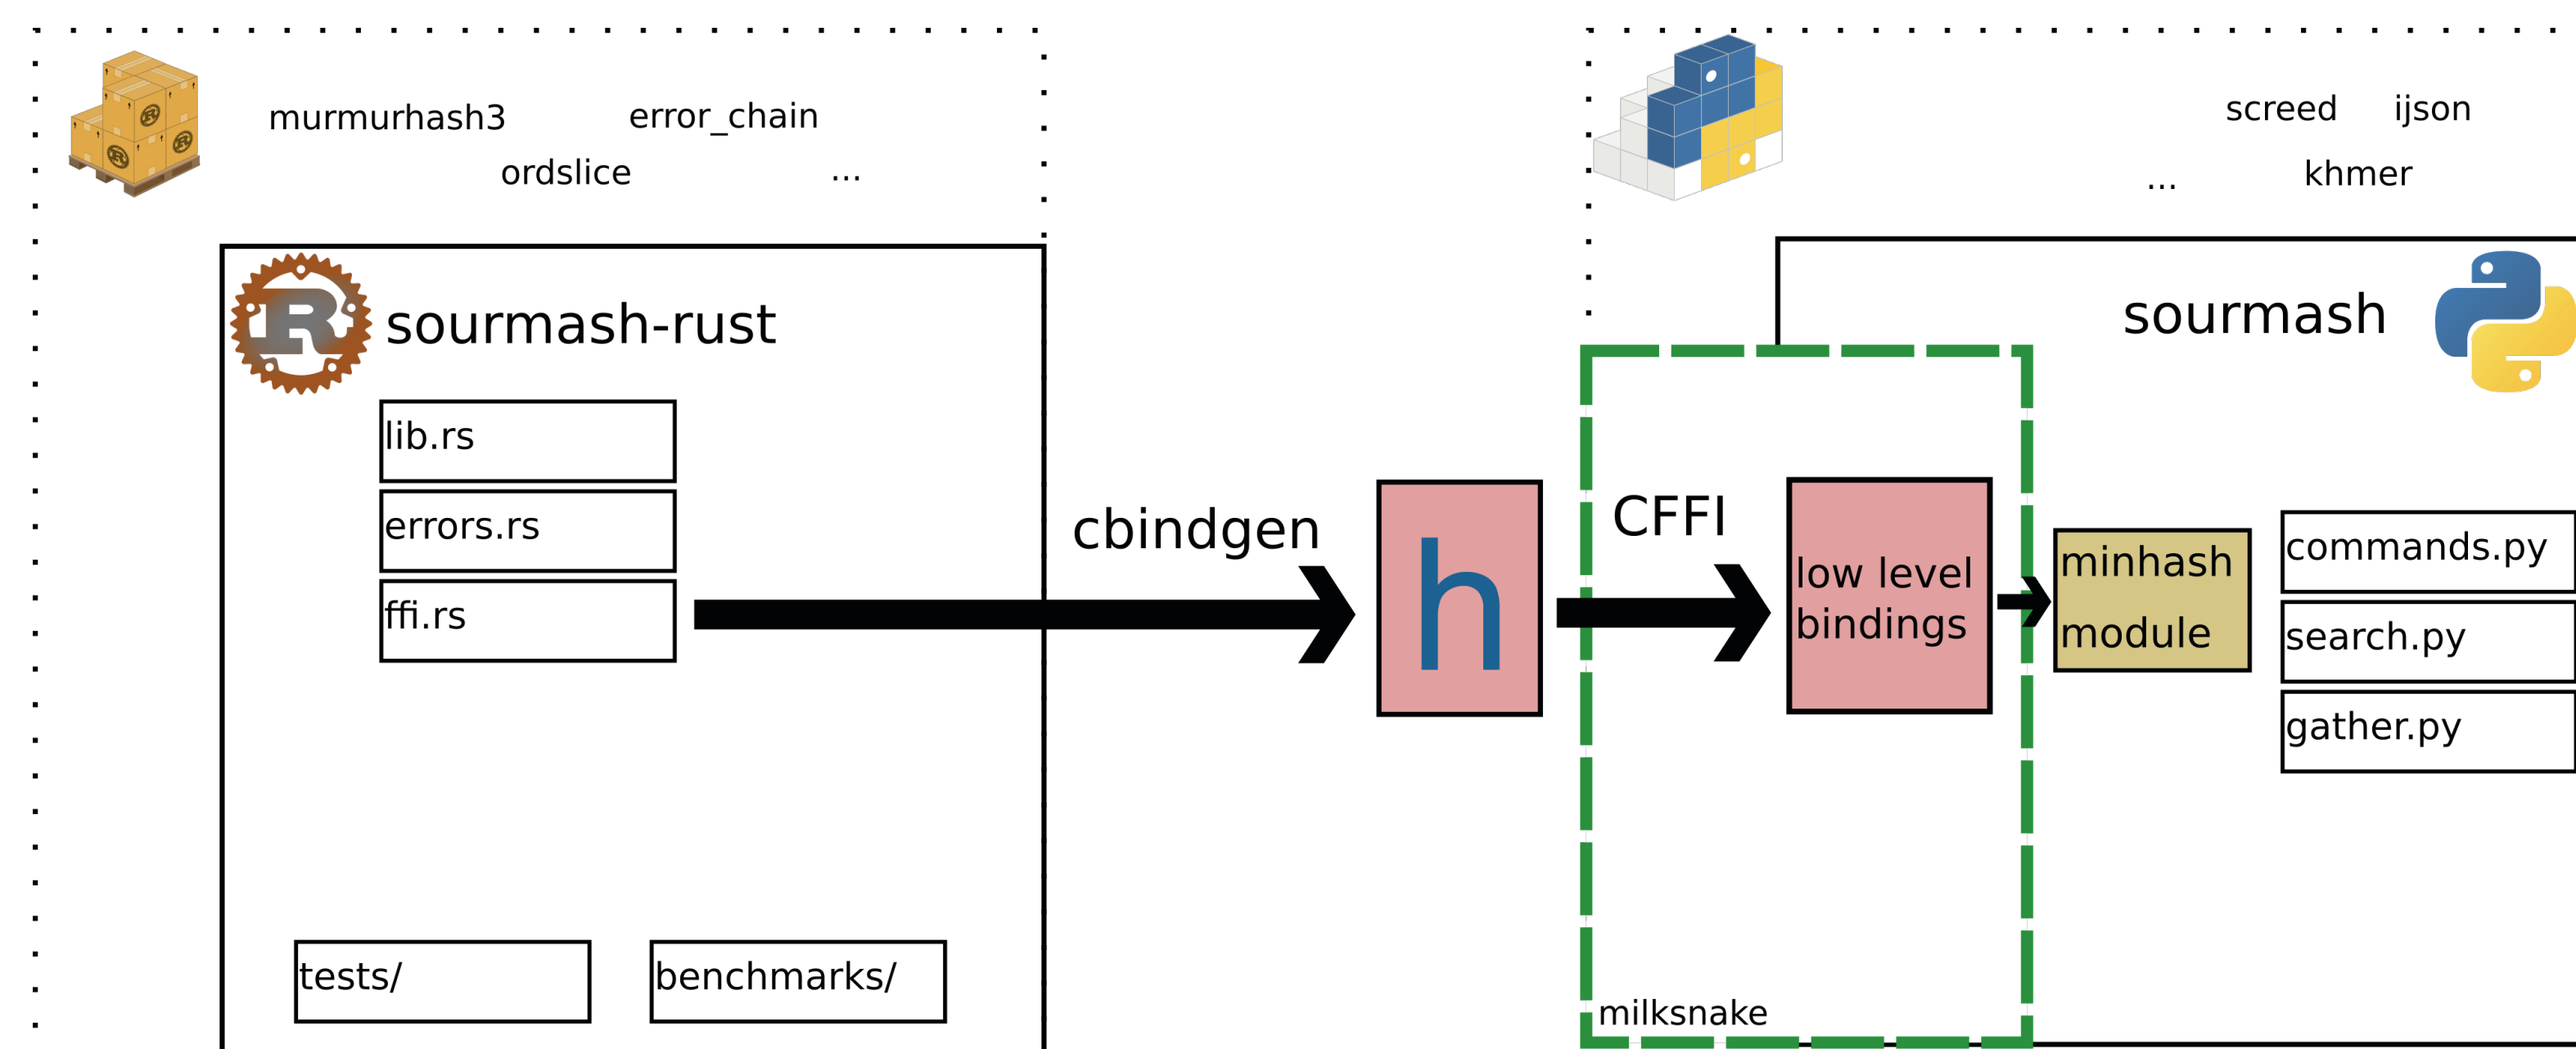 murmurhash3
error_chain
ordslice
...
sourmash-rust
lib.rs
errors.rs
ffi.rs
tests/
benchmarks/
cbindgen
h
screed
ijson
...
khmer
sourmash
CFFI
low level
bindings
milksnake
minhash
module
commands.py
search.py
gather.py